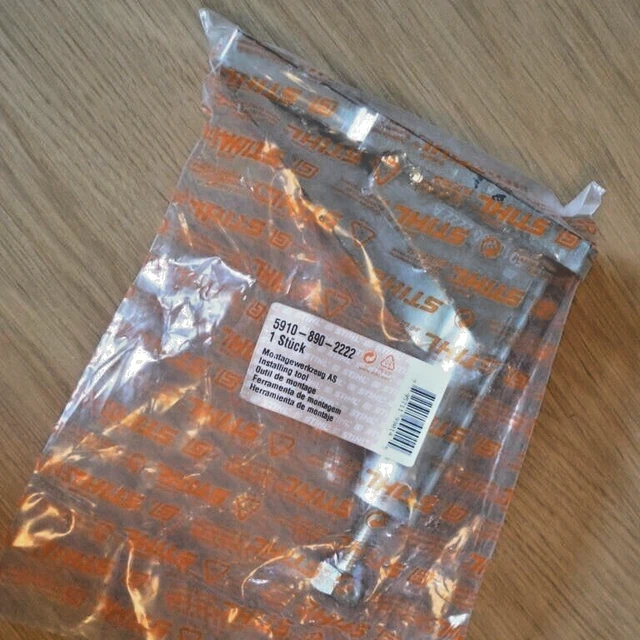 STIHL
5910-890-2222
1 Stück
Montagewerkzeug AS
Installing tool
Outil de montage
Ferramenta de montagem
Herramienta de montaje